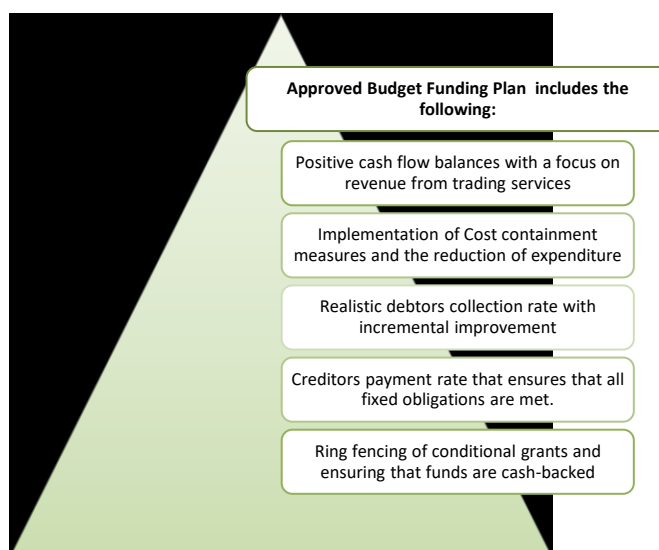 Approved Budget Funding Plan includes the
following:
Positive cash flow balances with a focus on
revenue from trading services
Implementation of Cost containment
measures and the reduction of expenditure
Realistic debtors collection rate with
incremental improvement
Creditors payment rate that ensures that all
fixed obligations are met.
Ring fencing of conditional grants and
ensuring that funds are cash-backed